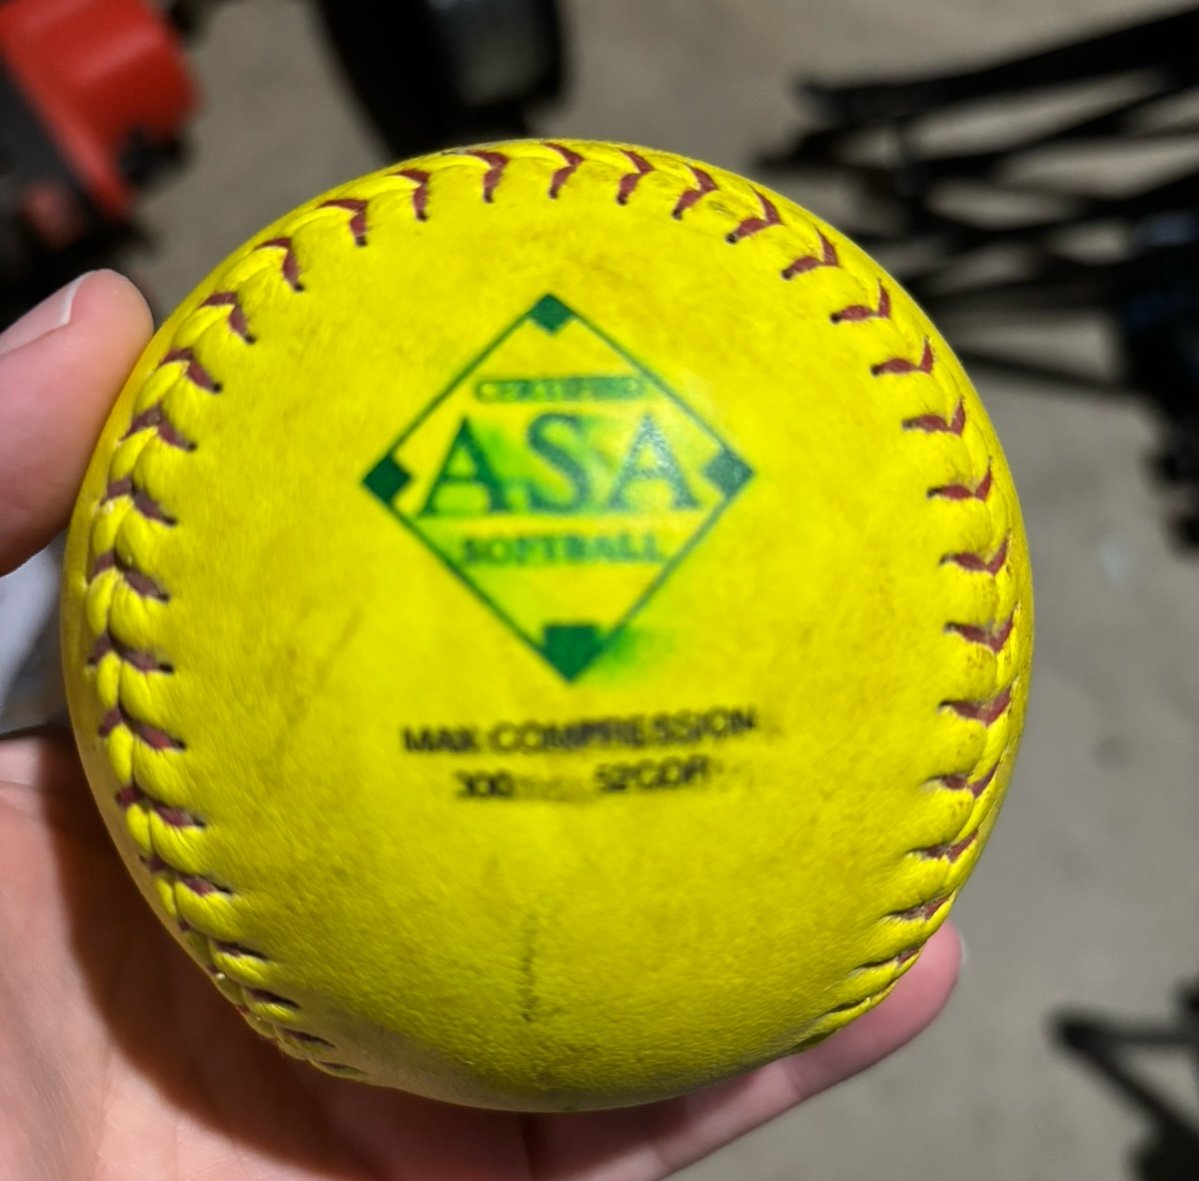 CERTIFIED
ASA
SOFTBALL
MAX COMPRESSION
300 52COR